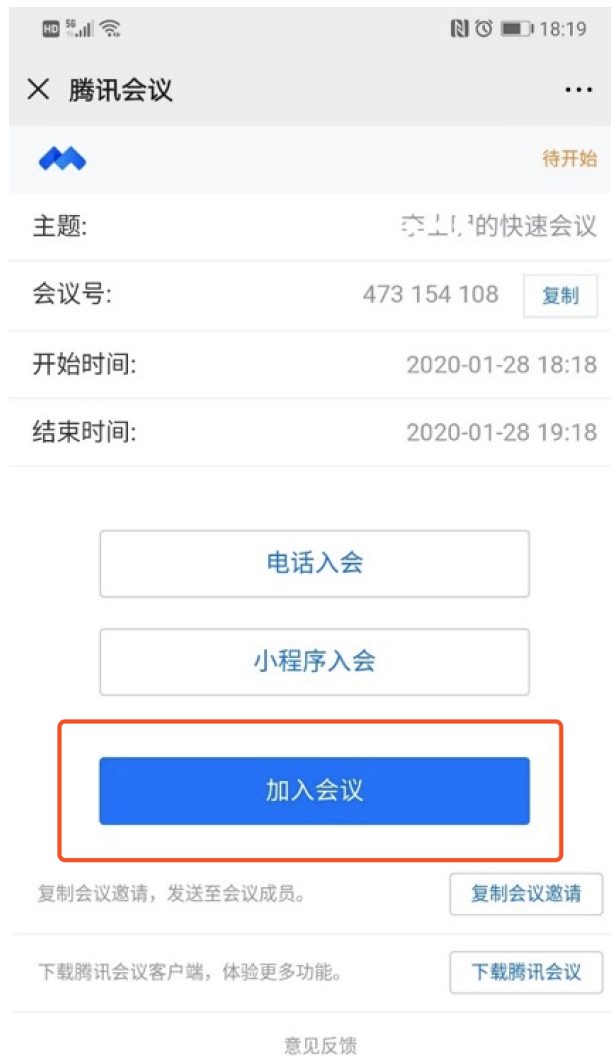 HD 5G 18:19
腾讯会议
待开始
主题: 的快速会议
会议号: 473 154 108 复制
开始时间: 2020-01-28 18:18
结束时间: 2020-01-28 19:18
电话入会
小程序入会
加入会议
复制会议邀请，发送至会议成员。 复制会议邀请
下载腾讯会议客户端，体验更多功能。 下载腾讯会议
意见反馈